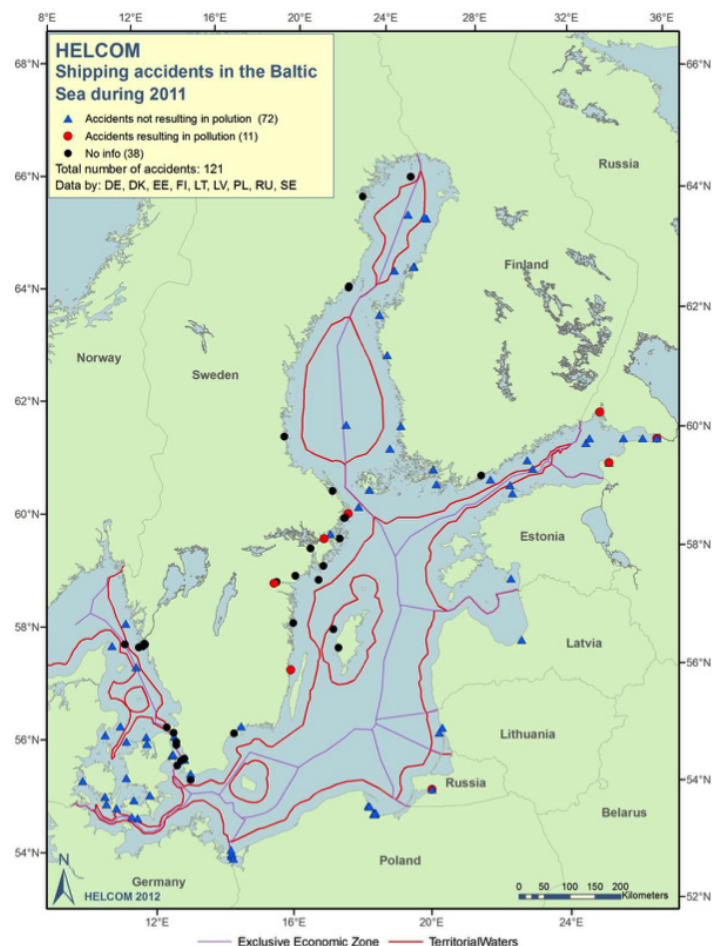 8°E 12°E 16°E 20°E 24°E 28°E 32°E 36°E
HELCOM
Shipping accidents in the Baltic
Sea during 2011
Accidents not resulting in polution (72)
Accidents resulting in pollution (11)
No info (38)
Total number of accidents: 121
Data by: DE, DK, EE, FI, LT, LV, PL, RU, SE
68°N
66°N
Russia
66°N
64°N
Finland
64°N
62°N
Norway
Sweden
62°N
60°N
60°N
Estonia
58°N
58°N
Latvia
56°N
56°N
Lithuania
Russia
54°N
Belarus
54°N
Poland
N
Germany
HELCOM 2012
0 50 100 150 200
Kilometers
52°N
12°E 16°E 20°E 24°E
Exclusive Economic Zone
TerritorialWaters